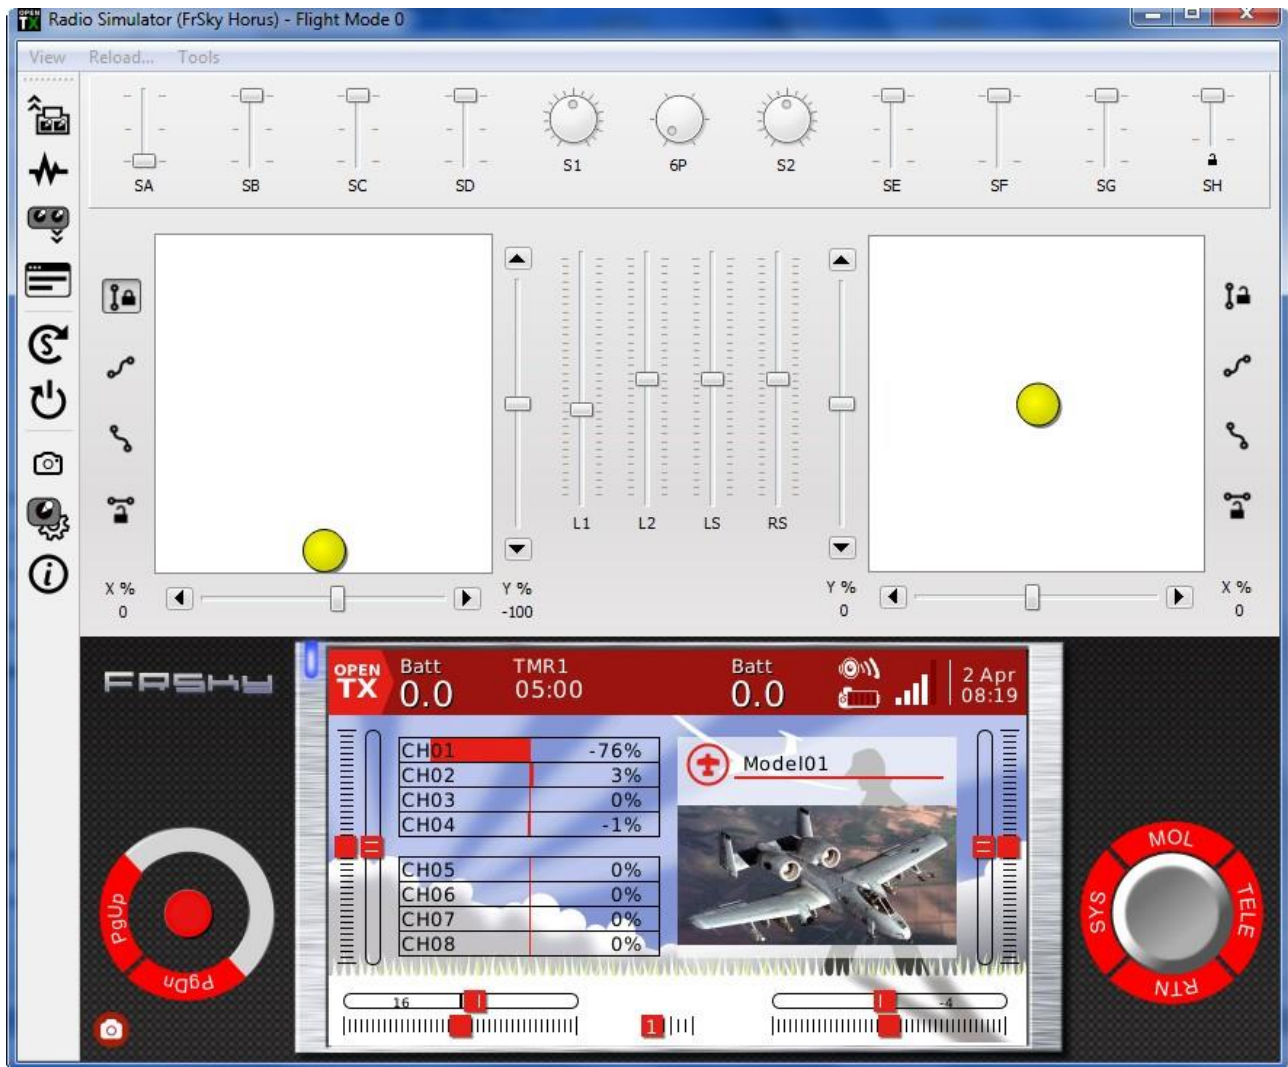 OPEN
TX
Radio Simulator (FrSky Horus) - Flight Mode 0
View Reload... Tools
SA SB SC SD S1 6P S2 SE SF SG SH
L1 L2 LS RS
X %
0
Y %
-100
Y %
0
X %
0
FRSKY
OPEN
TX
Batt
0.0
TMR1
05:00
Batt
0.0
2 Apr
08:19
CH01 -76%
CH02 3%
CH03 0%
CH04 -1%
CH05 0%
CH06 0%
CH07 0%
CH08 0%
Model01
PgUp
PgDn
MOL
TELE
SYS
RTN
16
-4
1